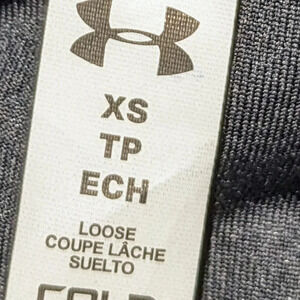 XS
TP
ECH
LOOSE
COUPE LÂCHE
SUELTO